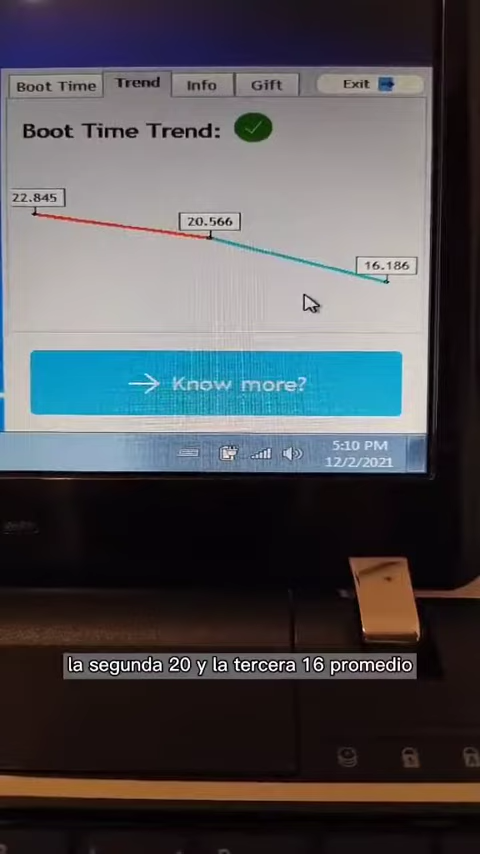 Boot Time
Trend
Info
Gift
Exit
Boot Time Trend:
22.845
20.566
16.186
Know more?
5:10 PM
12/2/2021
la segunda 20 y la tercera 16 promedio